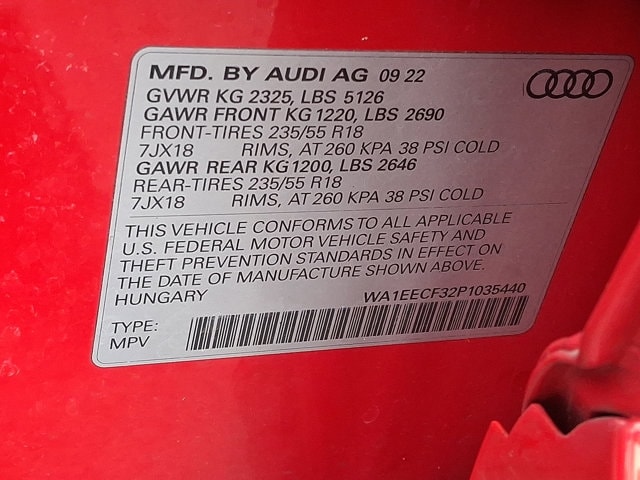 MFD. BY AUDI AG 09 22
GVWR KG 2325, LBS 5126
GAWR FRONT KG 1220, LBS 2690
FRONT-TIRES 235/55 R18
7JX18 RIMS, AT 260 KPA 38 PSI COLD
GAWR REAR KG 1200, LBS 2646
REAR-TIRES 235/55 R18
7JX18 RIMS, AT 260 KPA 38 PSI COLD
THIS VEHICLE CONFORMS TO ALL APPLICABLE
U.S. FEDERAL MOTOR VEHICLE SAFETY AND
THEFT PREVENTION STANDARDS IN EFFECT ON
THE DATE OF MANUFACTURE SHOWN ABOVE.
HUNGARY WA1EECF32P1035440
TYPE:
MPV